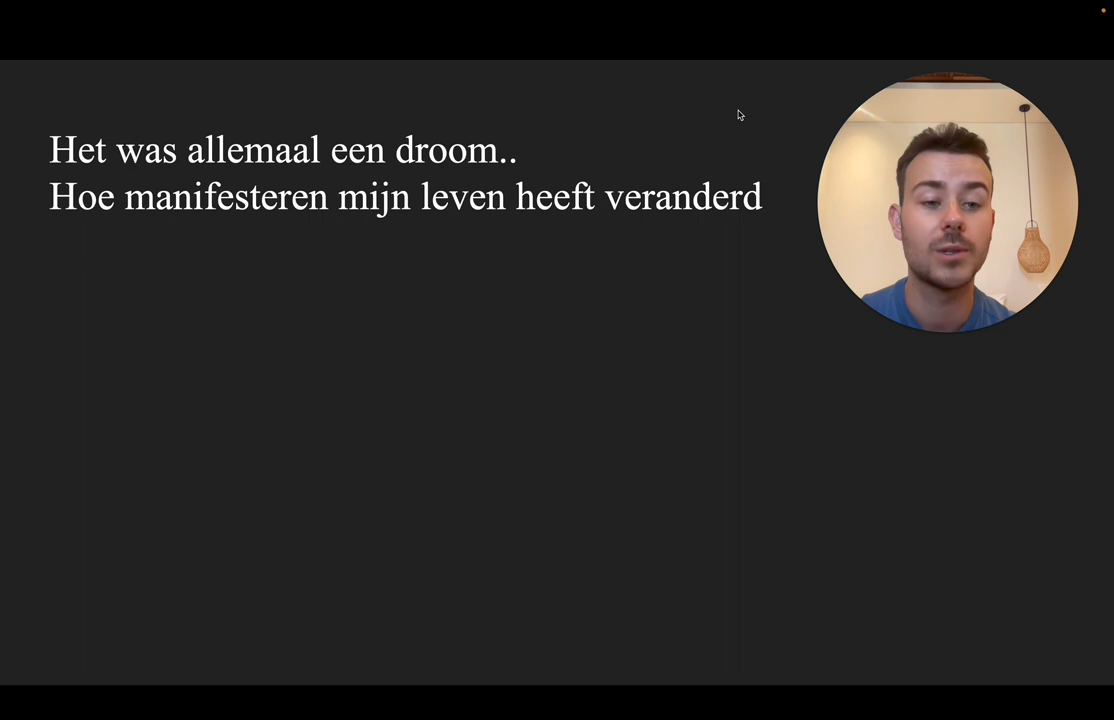 Het was allemaal een droom..
Hoe manifesteren mijn leven heeft veranderd